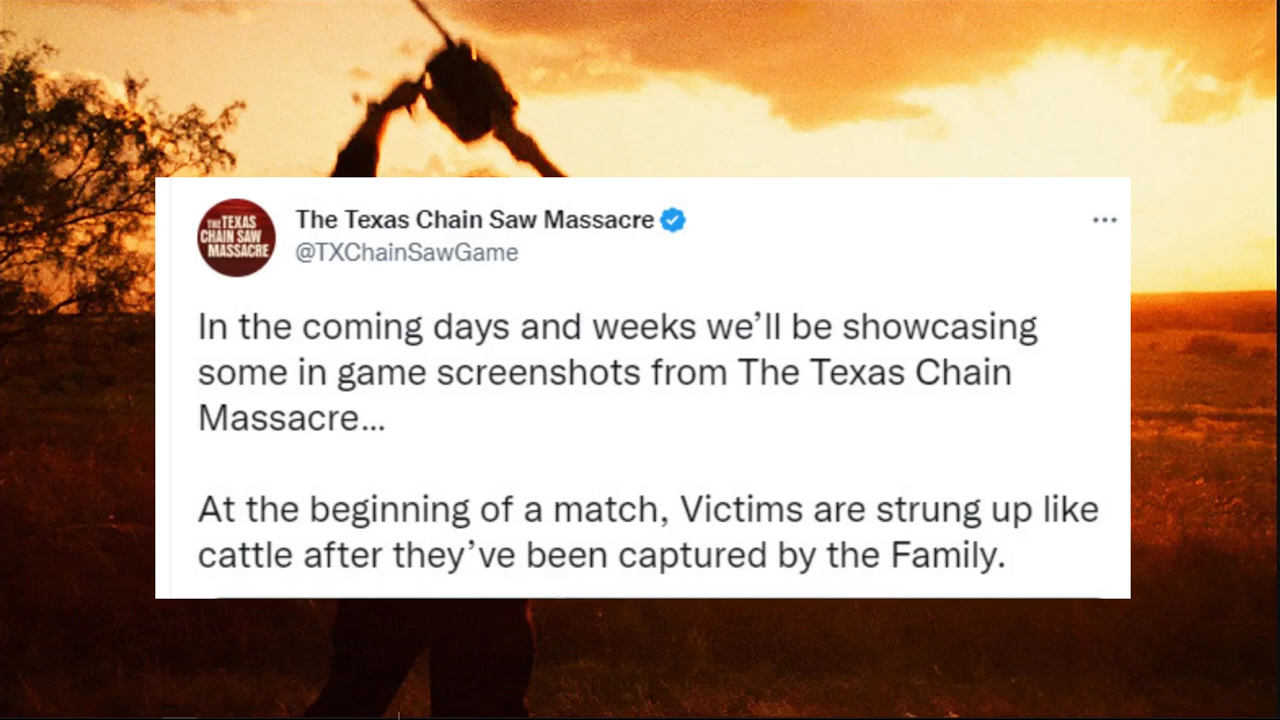 THE TEXAS
CHAIN SAW
MASSACRE
The Texas Chain Saw Massacre
@TXChainSawGame
In the coming days and weeks we’ll be showcasing
some in game screenshots from The Texas Chain
Massacre...
At the beginning of a match, Victims are strung up like
cattle after they’ve been captured by the Family.